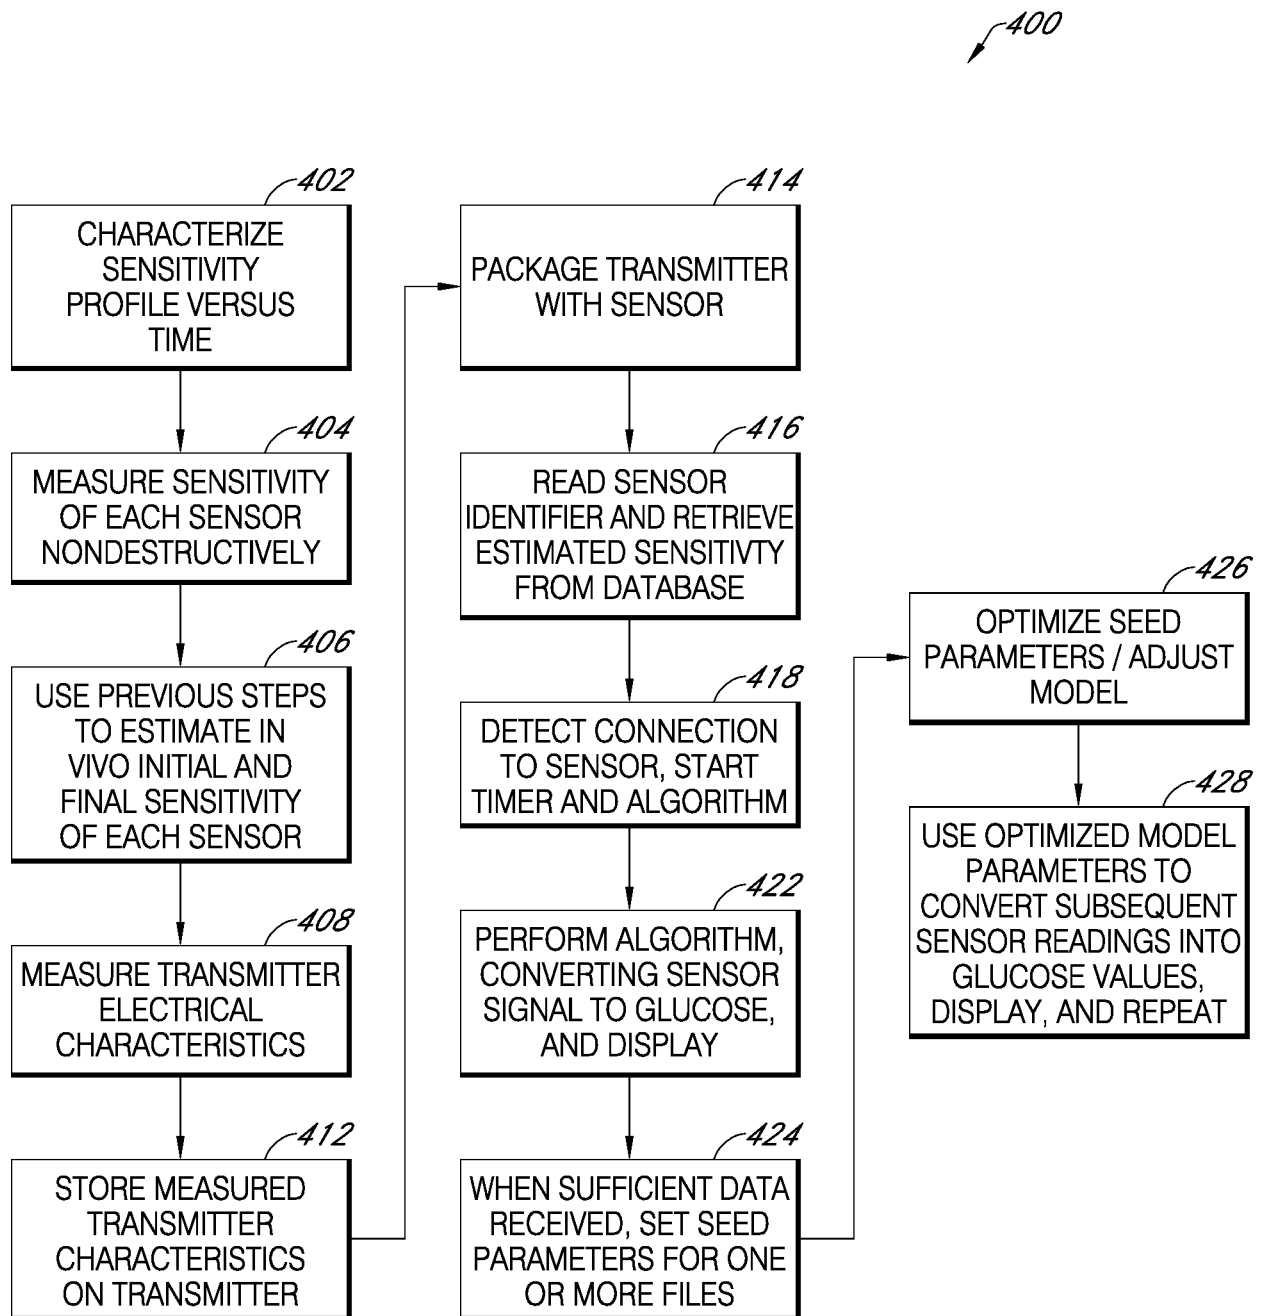 400
402
CHARACTERIZE
SENSITIVITY
PROFILE VERSUS
TIME
404
MEASURE SENSITIVITY
OF EACH SENSOR
NONDESTRUCTIVELY
406
USE PREVIOUS STEPS
TO ESTIMATE IN
VIVO INITIAL AND
FINAL SENSITIVITY
OF EACH SENSOR
408
MEASURE TRANSMITTER
ELECTRICAL
CHARACTERISTICS
412
STORE MEASURED
TRANSMITTER
CHARACTERISTICS
ON TRANSMITTER
414
PACKAGE TRANSMITTER
WITH SENSOR
416
READ SENSOR
IDENTIFIER AND RETRIEVE
ESTIMATED SENSITIVTY
FROM DATABASE
418
DETECT CONNECTION
TO SENSOR, START
TIMER AND ALGORITHM
422
PERFORM ALGORITHM,
CONVERTING SENSOR
SIGNAL TO GLUCOSE,
AND DISPLAY
424
WHEN SUFFICIENT DATA
RECEIVED, SET SEED
PARAMETERS FOR ONE
OR MORE FILES
426
OPTIMIZE SEED
PARAMETERS / ADJUST
MODEL
428
USE OPTIMIZED MODEL
PARAMETERS TO
CONVERT SUBSEQUENT
SENSOR READINGS INTO
GLUCOSE VALUES,
DISPLAY, AND REPEAT